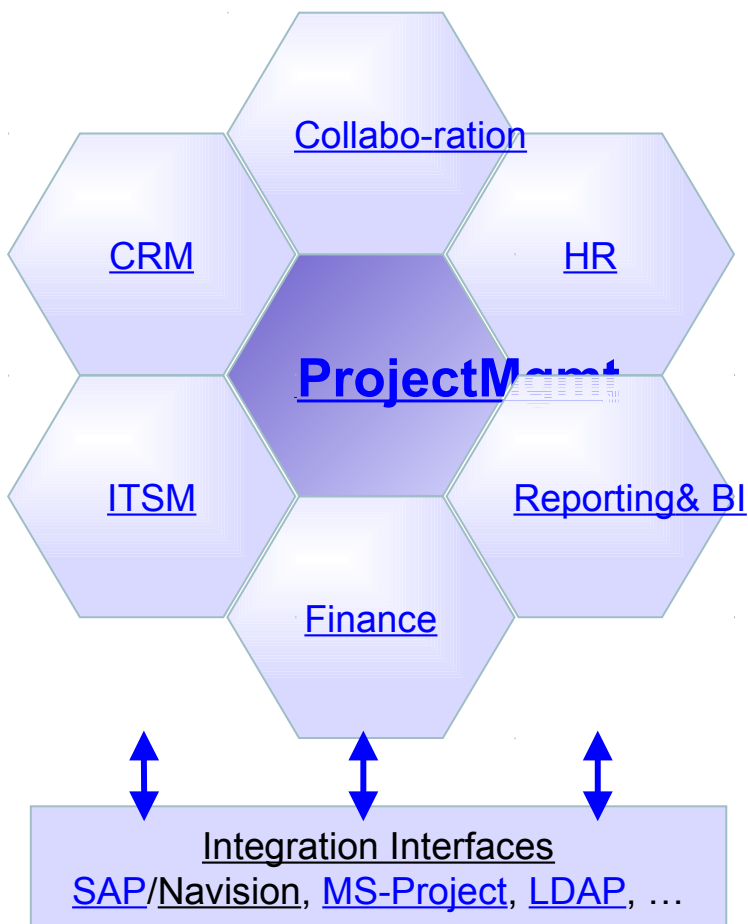 Collabo-ration
CRM
HR
ProjectMgmt
ITSM
Reporting& BI
Finance
Integration Interfaces
SAP/Navision, MS-Project, LDAP, …